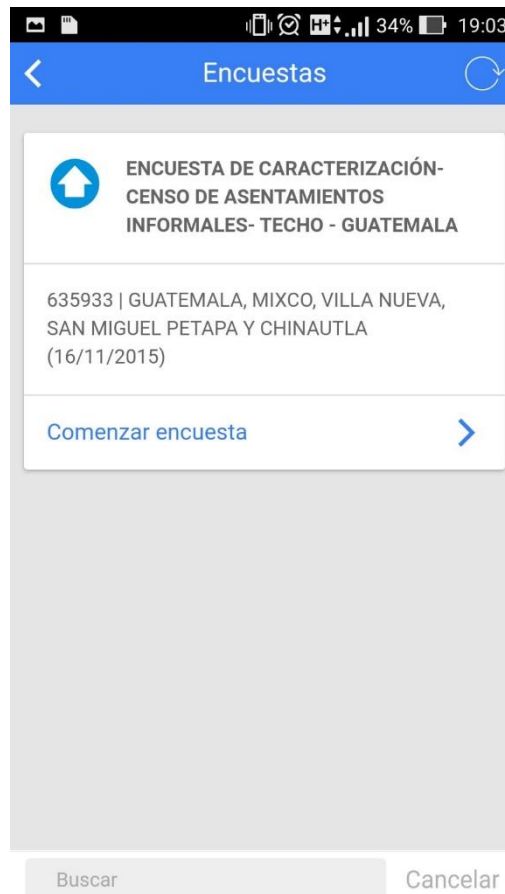 H+ 34% 19:03
Encuestas
ENCUESTA DE CARACTERIZACIÓN-
CENSO DE ASENTAMIENTOS
INFORMALES- TECHO - GUATEMALA
635933 | GUATEMALA, MIXCO, VILLA NUEVA,
SAN MIGUEL PETAPA Y CHINAUTLA
(16/11/2015)
Comenzar encuesta
Buscar Cancelar